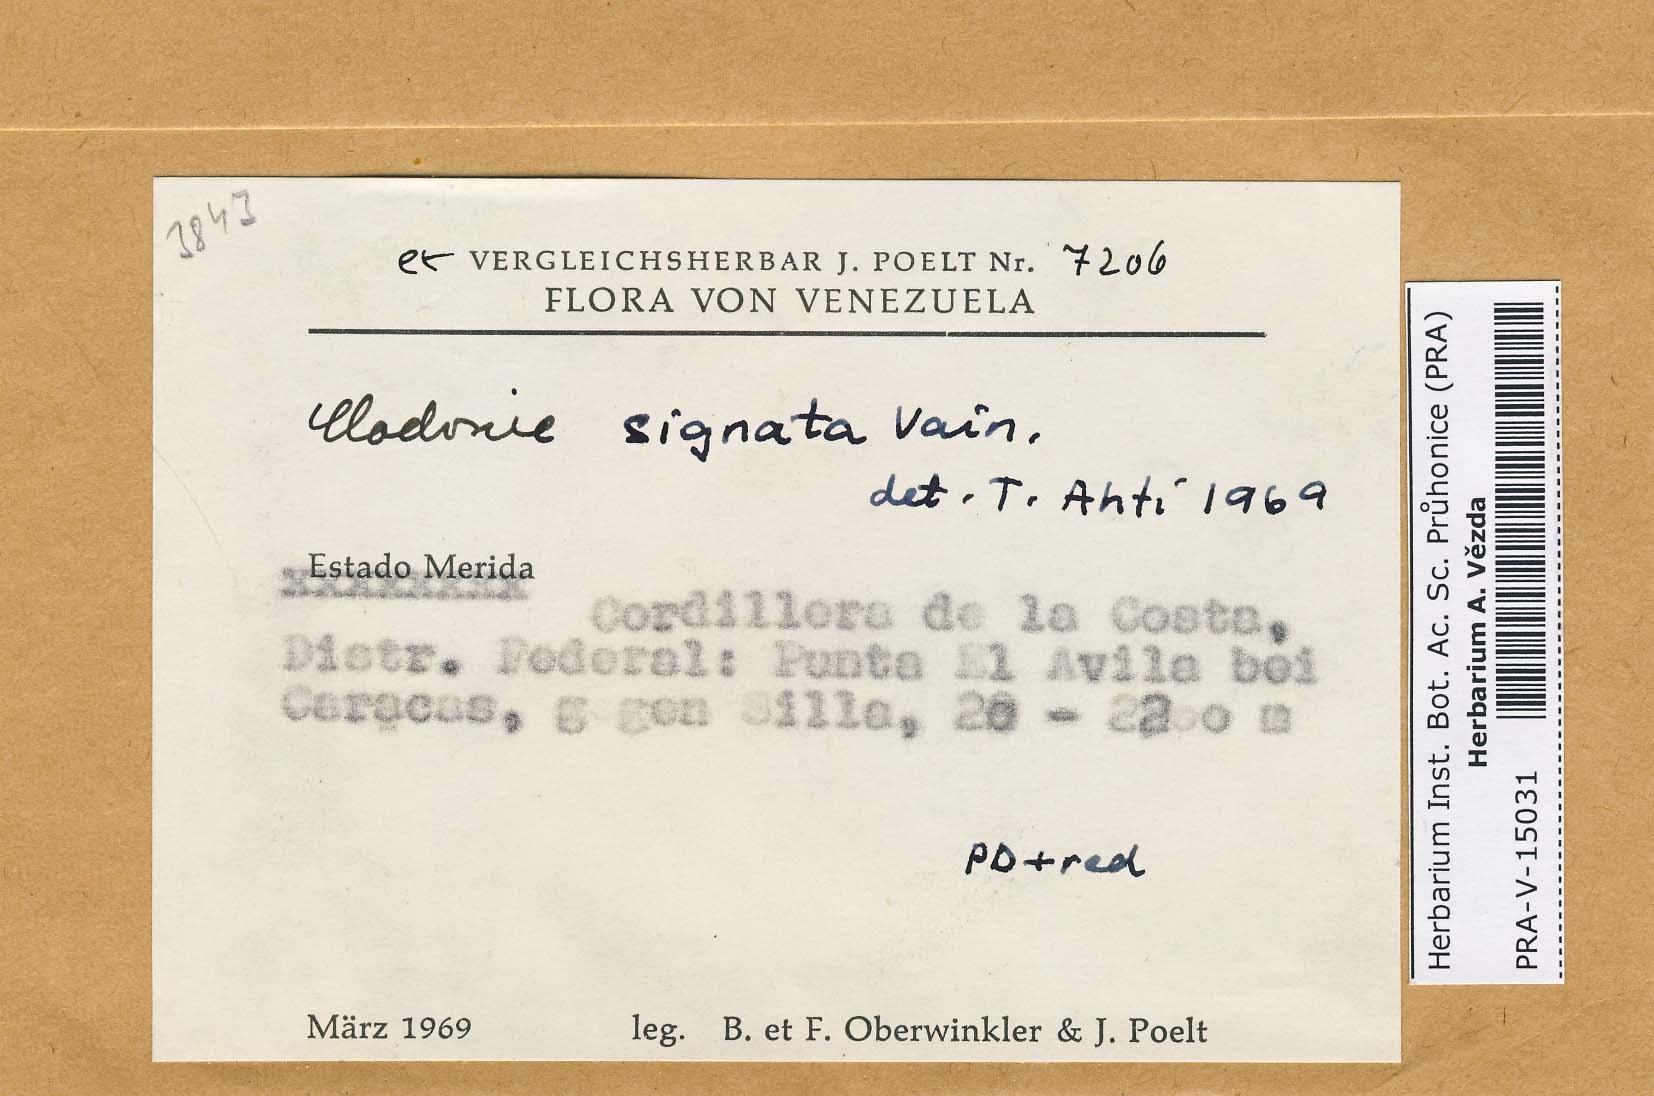 3843
ex VERGLEICHSHERBAR J. POELT Nr. 7206
FLORA VON VENEZUELA
Cladonia signata Vain.
det. T. Ahti 1969
Estado Merida
Cordillera de la Costa,
Distr. Federal: Punta El Avila bei
Caracas, gegen Silla, 20 - 2200 m
PD+red
März 1969 leg. B. et F. Oberwinkler & J. Poelt
Herbarium Inst. Bot. Ac. Sc. Průhonice (PRA)
Herbarium A. Vězda
PRA-V-15031